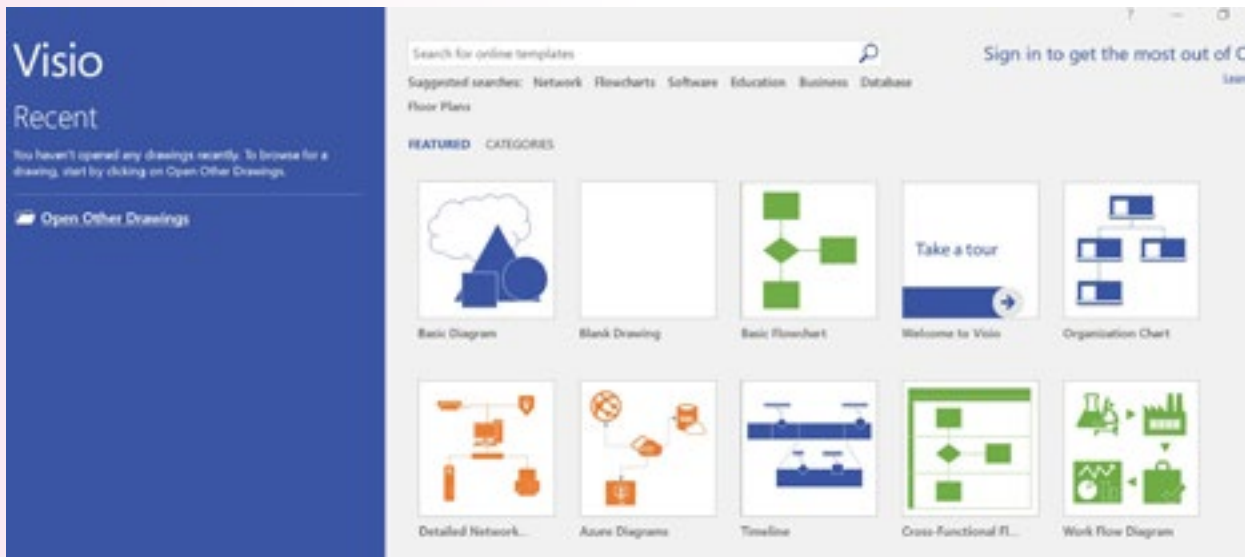 ?
Visio
Search for online templates
Sign in to get the most out of
Suggested searches: Network Flowcharts Software Education Business Database
Floor Plans
Recent
You haven't opened any drawings recently. To browse for a
drawing, start by clicking on Open Other Drawings.
Open Other Drawings
FEATURED CATEGORIES
Take a tour
Basic Diagram
Blank Drawing
Basic Flowchart
Welcome to Visio
Organization Chart
Detailed Network...
Azure Diagrams
Timeline
Cross-Functional Fl...
Work Flow Diagram